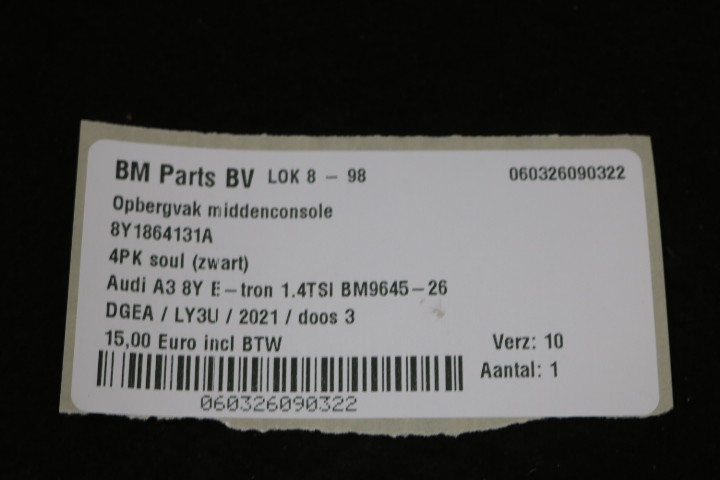 BM Parts BV LOK 8 - 98 060326090322
Opbergvak middenconsole
8Y1864131A
4PK soul (zwart)
Audi A3 8Y E-tron 1.4TSI BM9645-26
DGEA / LY3U / 2021 / doos 3
15,00 Euro incl BTW Verz: 10
Aantal: 1
060326090322